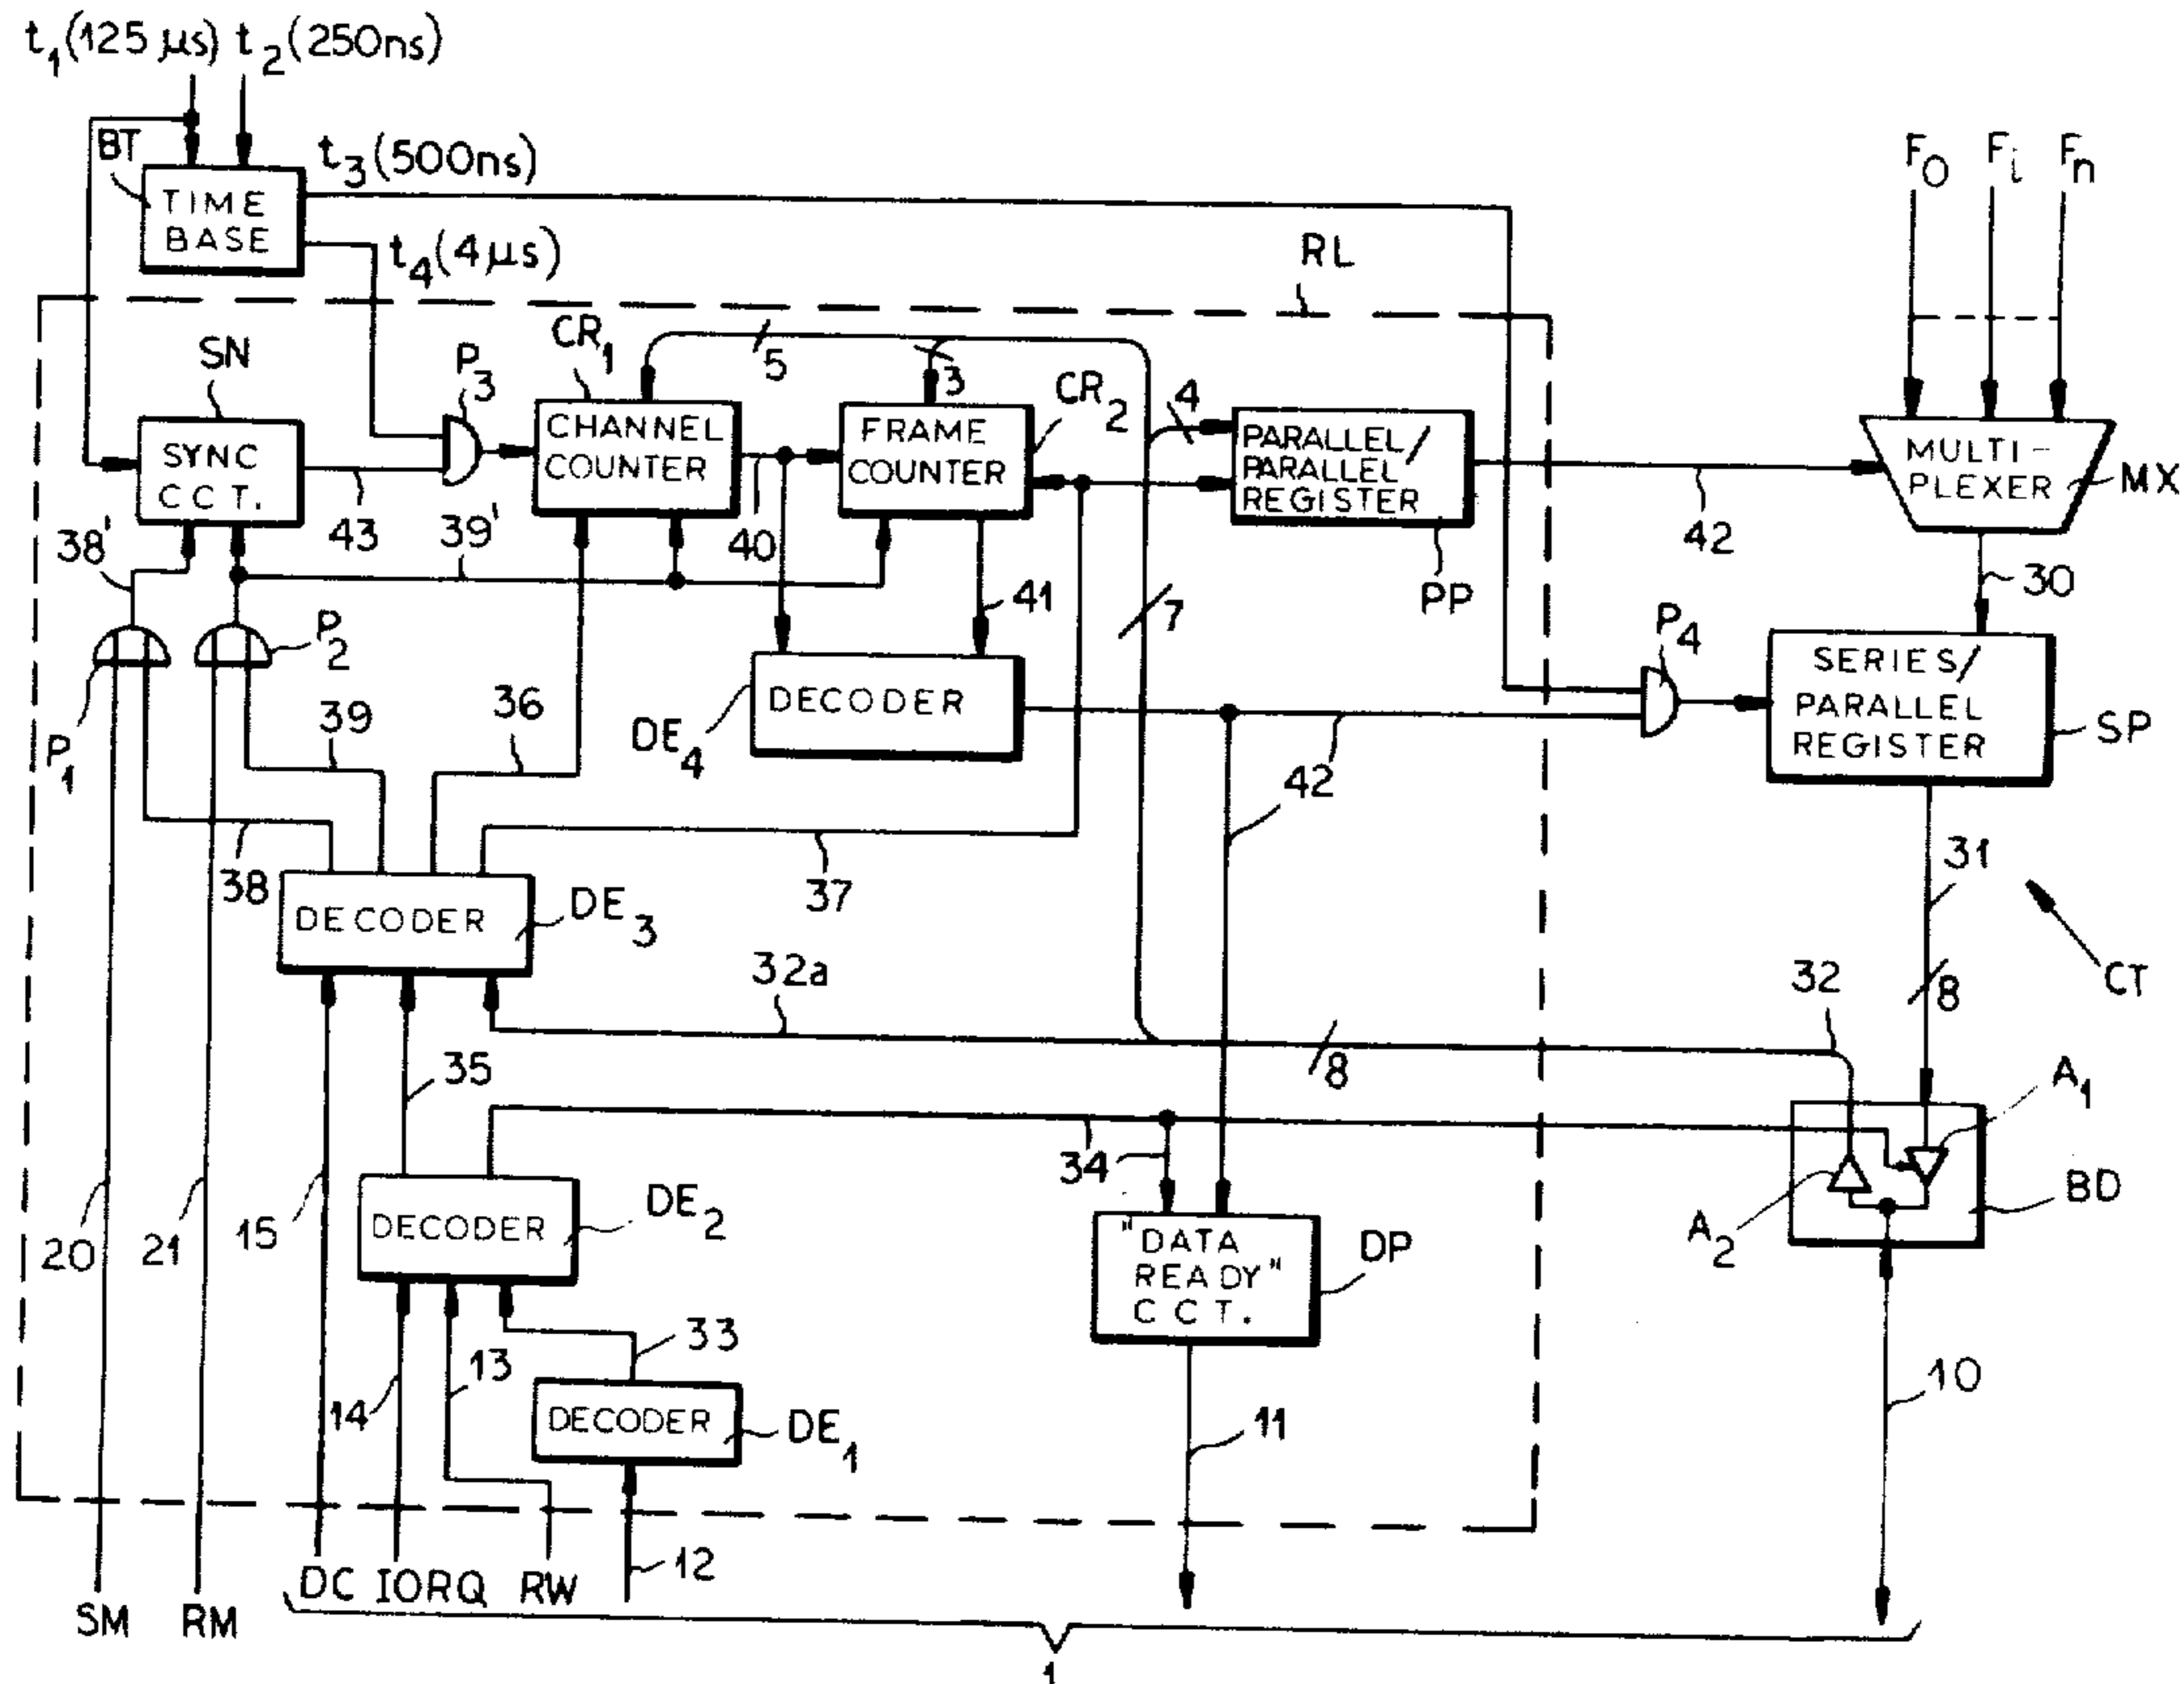 t1 (125 µs) t2 (250ns)
BT
TIME
BASE
t3 (500ns)
t4 (4 µs)
RL
F0 Fi Fn
SN
SYNC
CCT.
P3
CR1
CHANNEL
COUNTER
5
3
FRAME
COUNTER
CR2
4
PARALLEL/
PARALLEL
REGISTER
PP
MULTI-
PLEXER
MX
38'
43
39'
40
41
42
30
7
P1
P2
39
36
DE4
DECODER
42
42
P4
SERIES/
PARALLEL
REGISTER
SP
38
37
31
DECODER
DE3
32a
32
8
8
CT
35
34
A1
A2
BD
20
21
15
DECODER
DE2
"DATA
READY"
CCT.
DP
14
13
33
DECODER
DE1
11
10
12
SM RM DC IORQ RW
1